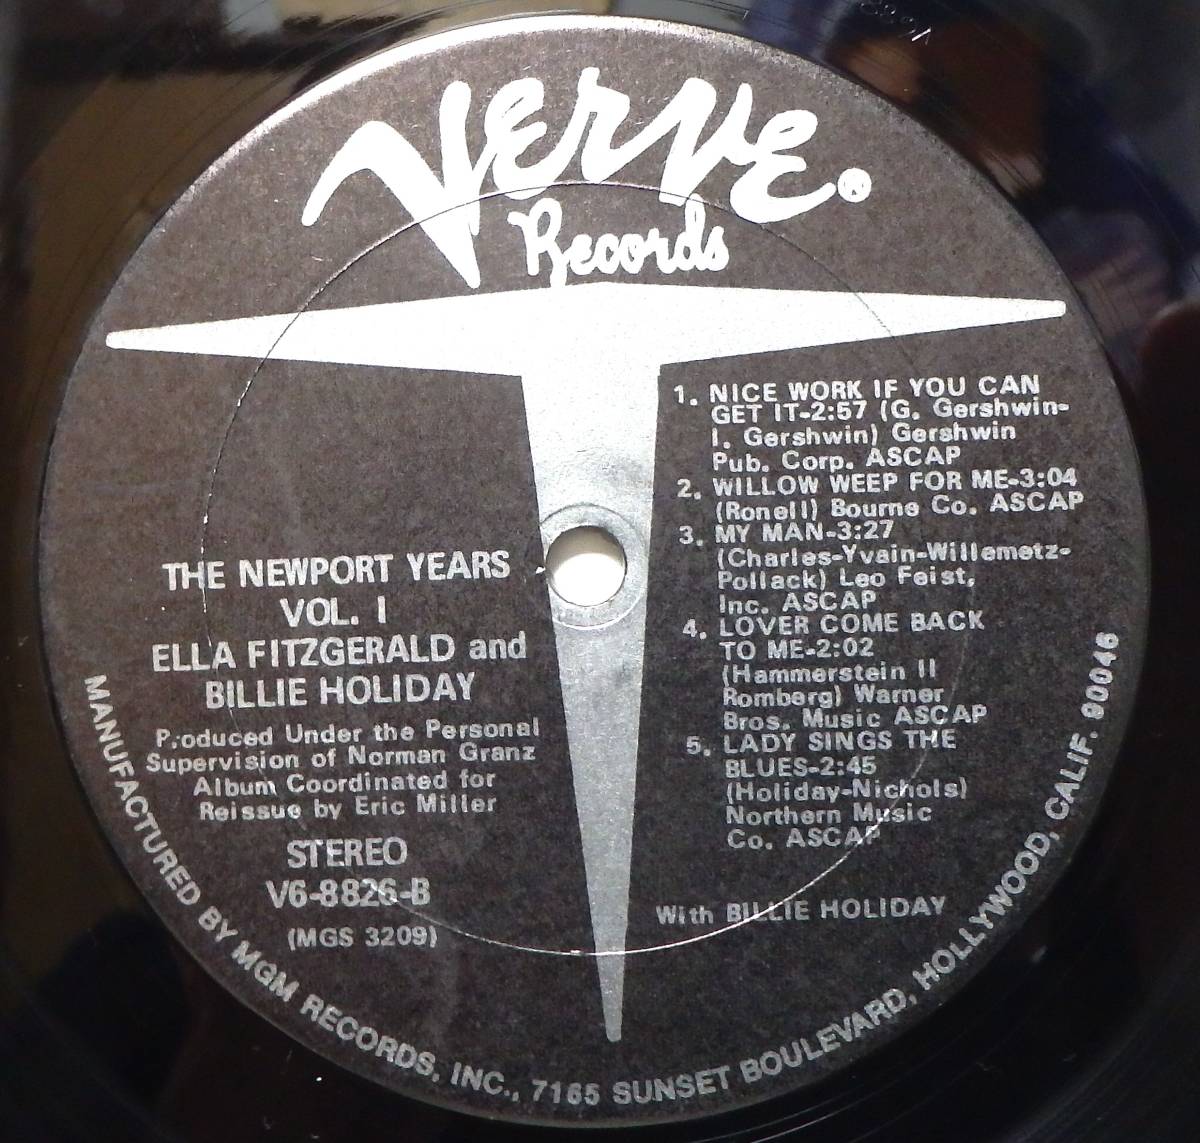 Verve®
Records
1. NICE WORK IF YOU CAN
GET IT-2:57 (G. Gershwin-
I. Gershwin) Gershwin
Pub. Corp. ASCAP
2. WILLOW WEEP FOR ME-3:04
(Ronell) Bourne Co. ASCAP
3. MY MAN-3:27
(Charles-Yvain-Willemetz-
Pollack) Leo Feist,
Inc. ASCAP
4. LOVER COME BACK
TO ME-2:02
(Hammerstein II
Romberg) Warner
Bros. Music ASCAP
5. LADY SINGS THE
BLUES-2:45
(Holiday-Nichols)
Northern Music
Co. ASCAP
With BILLIE HOLIDAY
THE NEWPORT YEARS
VOL. I
ELLA FITZGERALD and
BILLIE HOLIDAY
Produced Under the Personal
Supervision of Norman Granz
Album Coordinated for
Reissue by Eric Miller
STEREO
V6-8826-B
(MGS 3209)
MANUFACTURED BY MGM RECORDS, INC., 7165 SUNSET BOULEVARD, HOLLYWOOD, CALIF. 90046